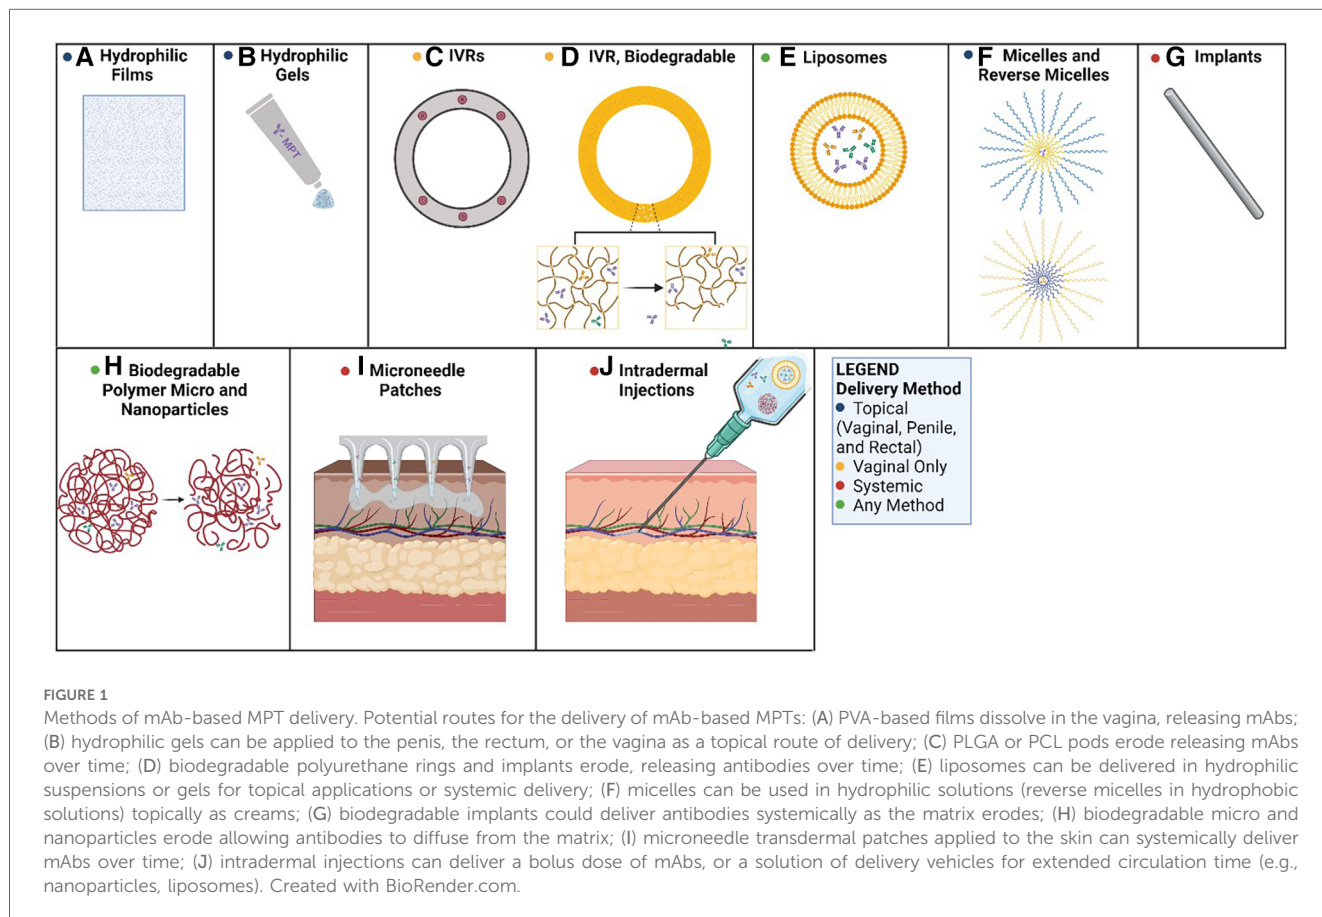 A Hydrophilic
Films
B Hydrophilic
Gels
-MPT
C IVRs
D IVR, Biodegradable
E Liposomes
F Micelles and
Reverse Micelles
G Implants
H Biodegradable
Polymer Micro and
Nanoparticles
I Microneedle
Patches
J Intradermal
Injections
LEGEND
Delivery Method
Topical
(Vaginal, Penile,
and Rectal)
Vaginal Only
Systemic
Any Method
FIGURE 1
Methods of mAb-based MPT delivery. Potential routes for the delivery of mAb-based MPTs: (A) PVA-based films dissolve in the vagina, releasing mAbs;
(B) hydrophilic gels can be applied to the penis, the rectum, or the vagina as a topical route of delivery; (C) PLGA or PCL pods erode releasing mAbs
over time; (D) biodegradable polyurethane rings and implants erode, releasing antibodies over time; (E) liposomes can be delivered in hydrophilic
suspensions or gels for topical applications or systemic delivery; (F) micelles can be used in hydrophilic solutions (reverse micelles in hydrophobic
solutions) topically as creams; (G) biodegradable implants could deliver antibodies systemically as the matrix erodes; (H) biodegradable micro and
nanoparticles erode allowing antibodies to diffuse from the matrix; (I) microneedle transdermal patches applied to the skin can systemically deliver
mAbs over time; (J) intradermal injections can deliver a bolus dose of mAbs, or a solution of delivery vehicles for extended circulation time (e.g.,
nanoparticles, liposomes). Created with BioRender.com.